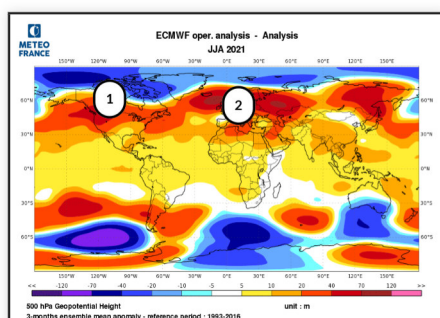 METEO
FRANCE
ECMWF oper. analysis - Analysis
JJA 2021
150°W 120°W 90°W 60°W 30°W 0°E 30°E 60°E 90°E 120°E 150°E
60°N 60°N
1
2
30°N 30°N
0°N 0°N
30°S 30°S
60°S 60°S
150°W 120°W 90°W 60°W 30°W 0°E 30°E 60°E 90°E 120°E 150°E
<< -120 -70 -40 -20 -10 -5 5 10 20 40 70 120 >>
500 hPa Geopotential Height unit : m
3-months ensemble mean anomaly - reference period : 1993-2016